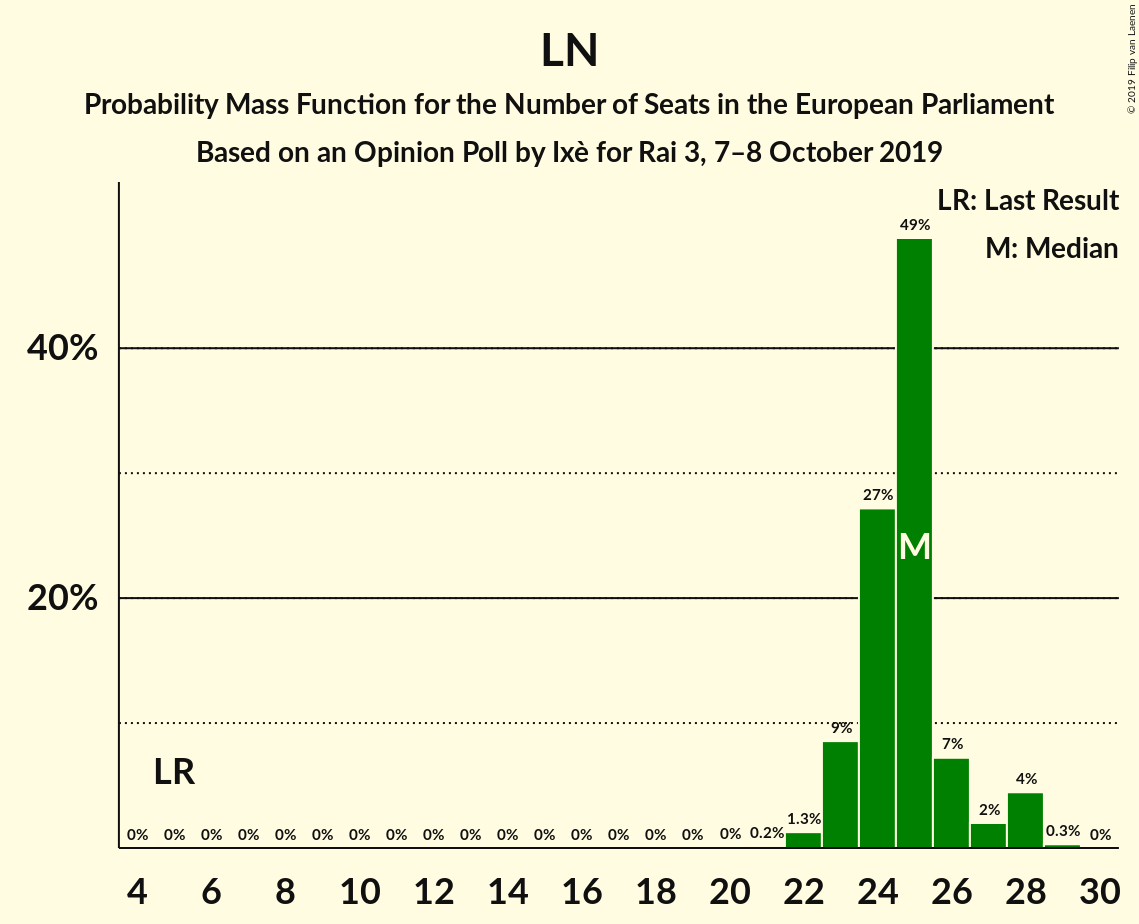 LN
Probability Mass Function for the Number of Seats in the European Parliament
Based on an Opinion Poll by Ixè for Rai 3, 7–8 October 2019
© 2019 Filip van Laenen
LR: Last Result
M: Median
49%
40%
27%
M
20%
9%
7%
LR
4%
2%
1.3%
0% 0% 0% 0% 0% 0% 0% 0% 0% 0% 0% 0% 0% 0% 0% 0% 0% 0.2% 0.3% 0%
4 6 8 10 12 14 16 18 20 22 24 26 28 30